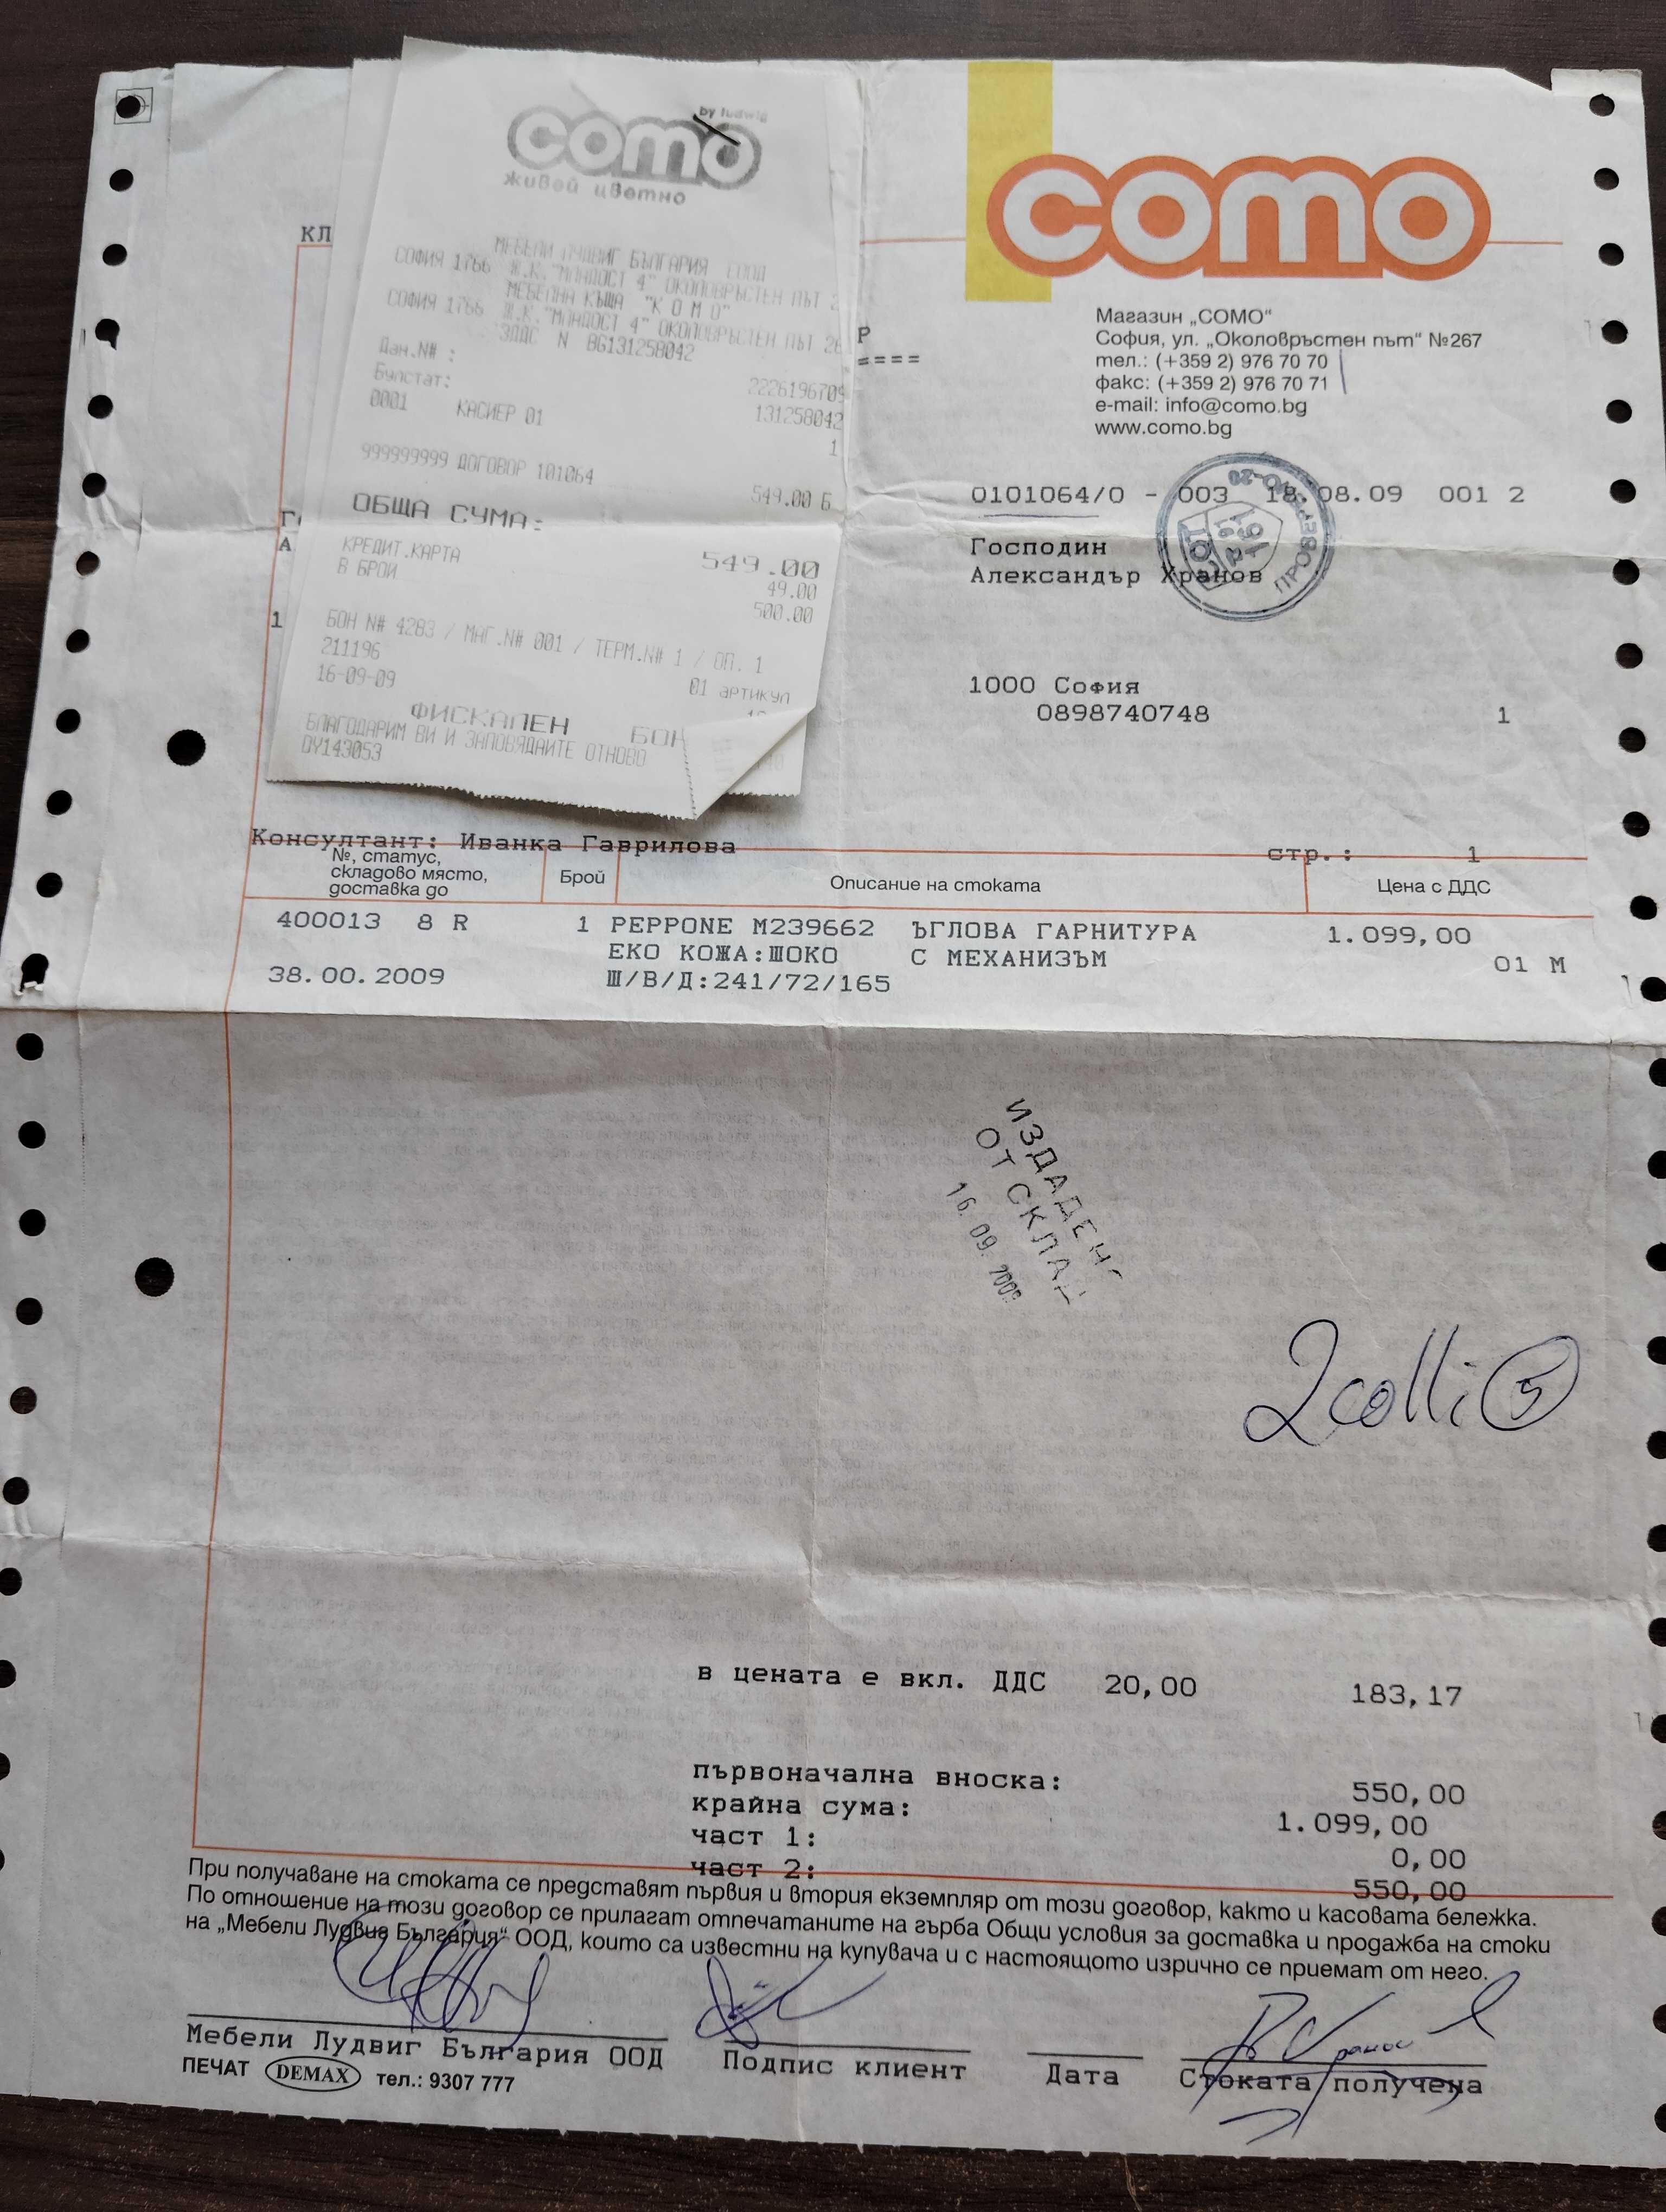 by ludwig
como
живей цветно
МЕБЕЛИ ЛУДВИГ БЪЛГАРИЯ ЕООД
СОФИЯ 1766 Ж.К."МЛАДОСТ 4" ОКОЛОВРЪСТЕН ПЪТ 2
МЕБЕЛНА КЪЩА "К О М О"
СОФИЯ 1766 Ж.К."МЛАДОСТ 4" ОКОЛОВРЪСТЕН ПЪТ 26
ЗДДС N BG131258042
Дан.N# : 2226196709
Булстат: 131258042
0001 КАСИЕР 01 1
999999999 ДОГОВОР 101064 549.00 Б
ОБЩА СУМА: 549.00
КРЕДИТ.КАРТА 49.00
В БРОЙ 500.00
БОН N# 4283 / МАГ.N# 001 / ТЕРМ.N# 1 / ОП. 1
211196 01 артикул
16-09-09
ФИСКАЛЕН БОН
БЛАГОДАРИМ ВИ И ЗАПОВЯДАЙТЕ ОТНОВО
DY143053
КЛ
Р
====
А
1
como
Магазин „COMO“
София, ул. „Околовръстен път“ №267
тел.: (+359 2) 976 70 70
факс: (+359 2) 976 70 71
e-mail: info@como.bg
www.como.bg
0101064/0 - 003 18.08.09 001 2
Господин
Александър Хранов
1000 София
0898740748 1
Консултант: Иванка Гаврилова стр.: 1
№, статус,
складово място,
доставка до
Брой
Описание на стоката
Цена с ДДС
400013 8 R 1 PEPPONE M239662 ЪГЛОВА ГАРНИТУРА 1.099,00
ЕКО КОЖА:ШОКО С МЕХАНИЗЪМ 01 М
38.00.2009 Ш/В/Д:241/72/165
ИЗДАДЕН
ОТ СКЛА
16.09.2009
2colli 5
в цената е вкл. ДДС 20,00 183,17
първоначална вноска: 550,00
крайна сума: 1.099,00
част 1: 0,00
част 2: 550,00
При получаване на стоката се представят първия и втория екземпляр от този договор, както и касовата бележка.
По отношение на този договор се прилагат отпечатаните на гърба Общи условия за доставка и продажба на стоки
на „Мебели Лудвиг България“ ООД, които са известни на купувача и с настоящото изрично се приемат от него.
Мебели Лудвиг България ООД Подпис клиент Дата Стоката получена
ПЕЧАТ DEMAX тел.: 9307 777